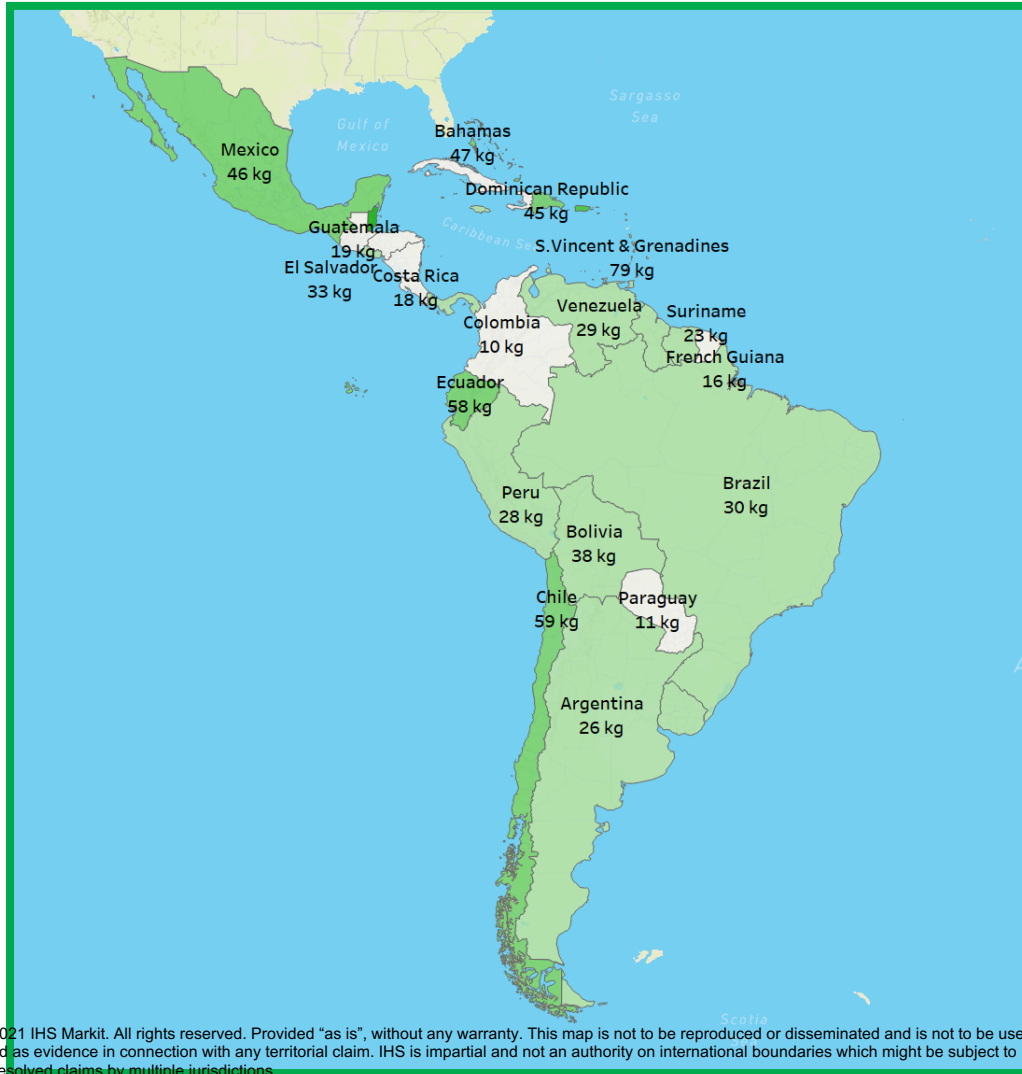 Sargasso
Sea
Gulf of
Mexico
Bahamas
47 kg
Mexico
46 kg
Dominican Republic
45 kg
Guatemala
19 kg
Caribbean Se
S.Vincent & Grenadines
79 kg
El Salvador
33 kg
Costa Rica
18 kg
Venezuela
29 kg
Suriname
23 kg
Colombia
10 kg
French Guiana
16 kg
Ecuador
58 kg
Brazil
30 kg
Peru
28 kg
Bolivia
38 kg
Chile
59 kg
Paraguay
11 kg
Argentina
26 kg
Scotia
021 IHS Markit. All rights reserved. Provided “as is”, without any warranty. This map is not to be reproduced or disseminated and is not to be use
d as evidence in connection with any territorial claim. IHS is impartial and not an authority on international boundaries which might be subject to
esolved claims by multiple jurisdictions